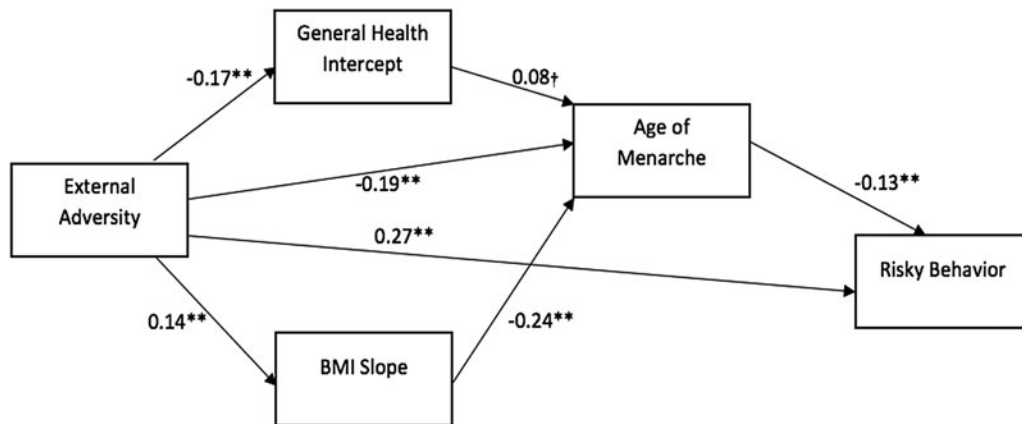 General Health
Intercept
-0.17**
0.08†
Age of
Menarche
External
Adversity
-0.19**
-0.13**
0.27**
Risky Behavior
0.14**
-0.24**
BMI Slope